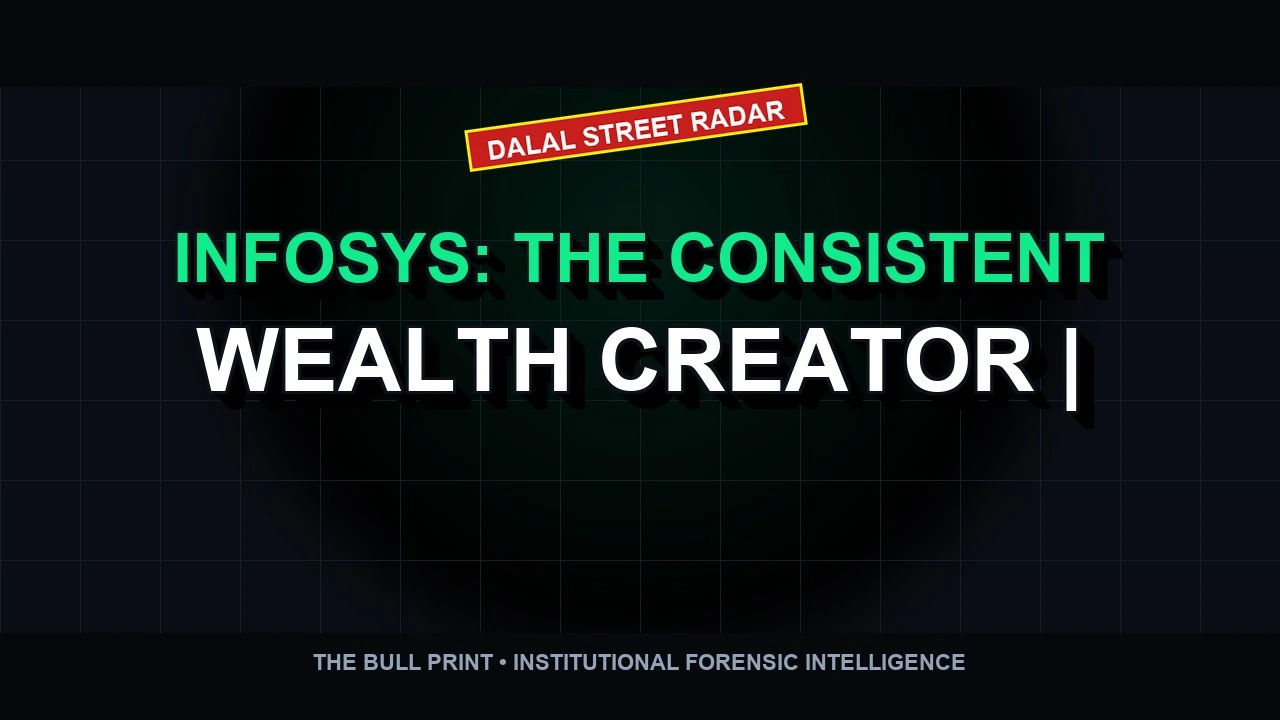 DALAL STREET RADAR
INFOSYS: THE CONSISTENT
WEALTH CREATOR |
THE BULL PRINT • INSTITUTIONAL FORENSIC INTELLIGENCE